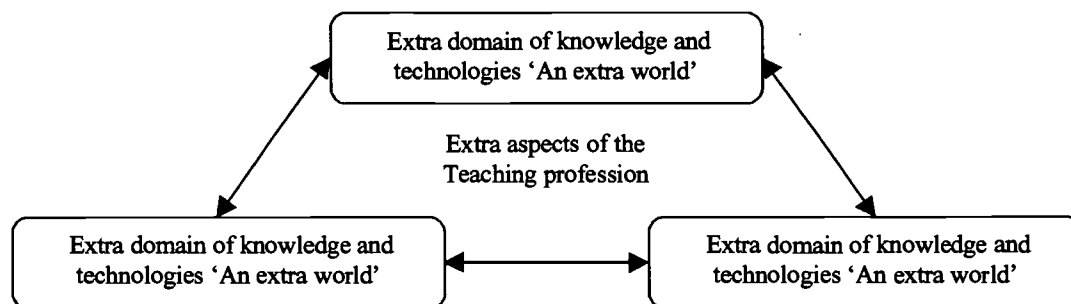 Extra domain of knowledge and
technologies ‘An extra world’
Extra aspects of the
Teaching profession
Extra domain of knowledge and
technologies ‘An extra world’
Extra domain of knowledge and
technologies ‘An extra world’